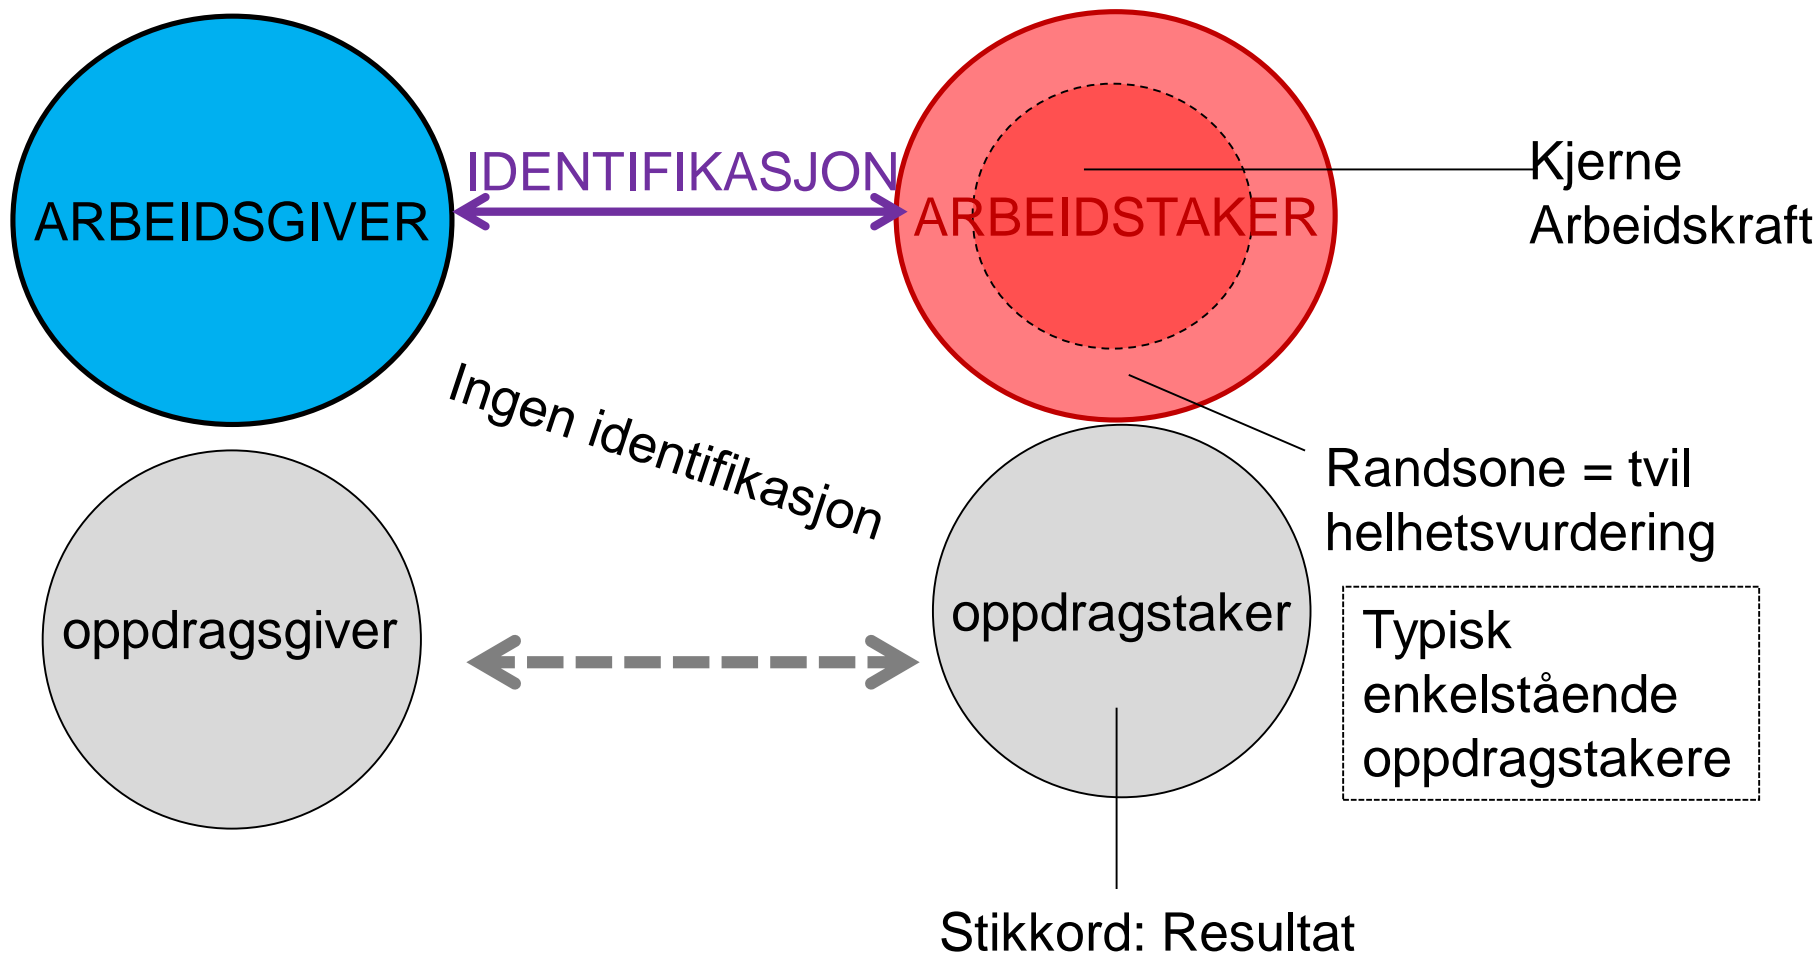 IDENTIFIKASJON
ARBEIDSGIVER
ARBEIDSTAKER
Kjerne
Arbeidskraft
Ingen identifikasjon
Randsone = tvil
helhetsvurdering
oppdragsgiver
oppdragstaker
Typisk
enkelstående
oppdragstakere
Stikkord: Resultat